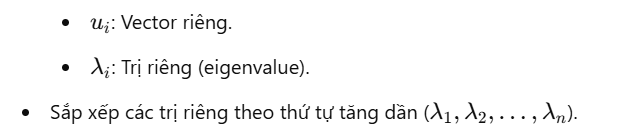 • uᵢ: Vector riêng.
• λᵢ: Trị riêng (eigenvalue).
• Sắp xếp các trị riêng theo thứ tự tăng dần (λ₁, λ₂, …, λₙ).